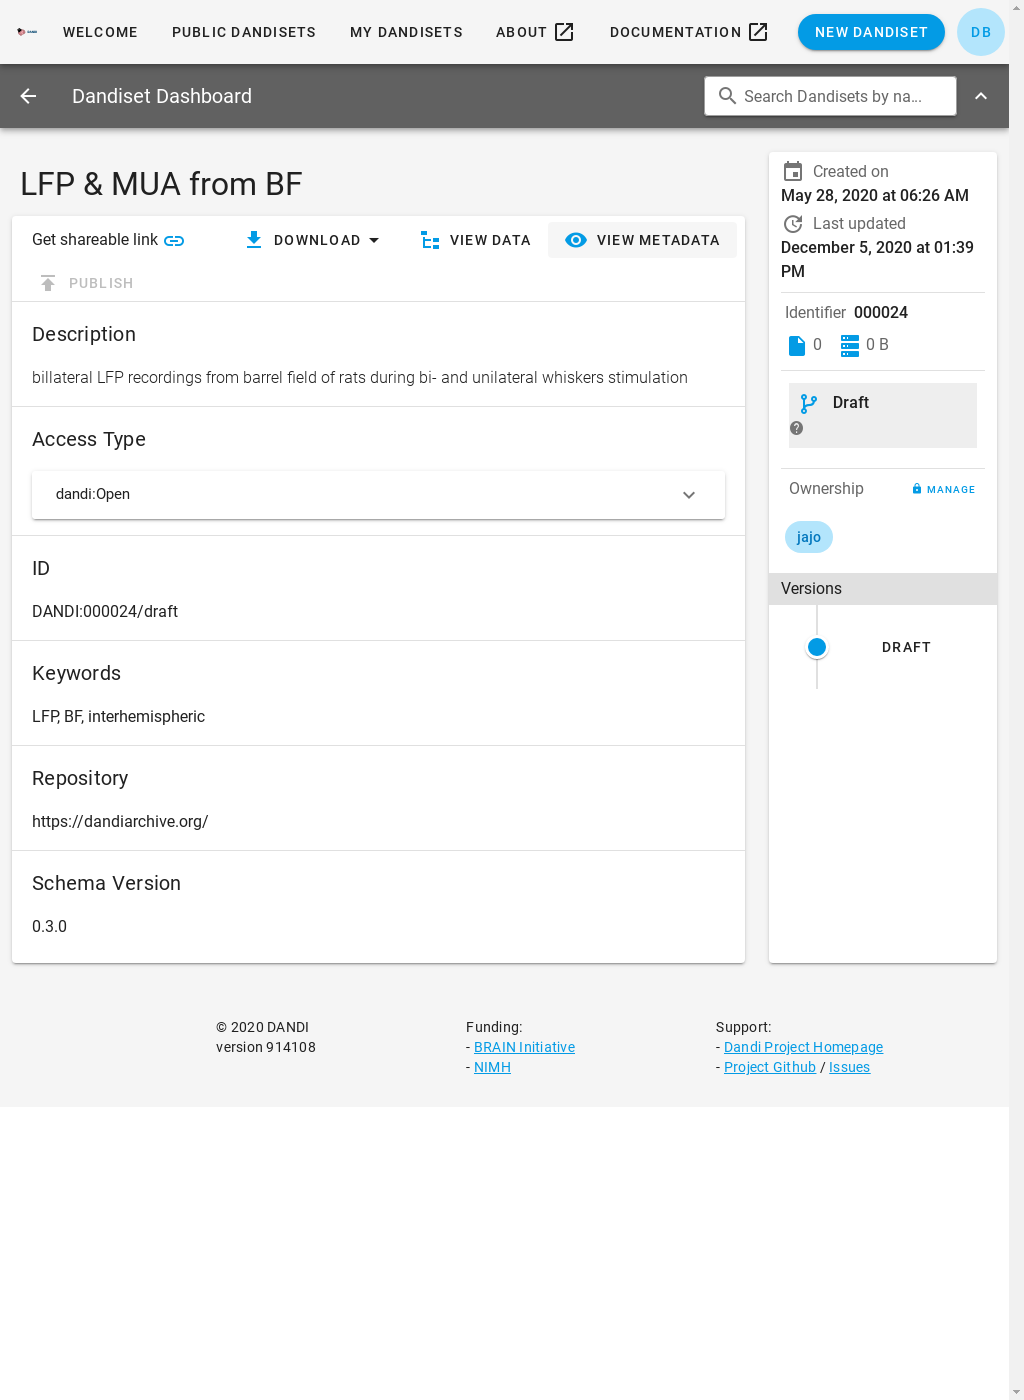 WELCOME PUBLIC DANDISETS MY DANDISETS ABOUT DOCUMENTATION NEW DANDISET DB
Dandiset Dashboard Search Dandisets by na...
LFP & MUA from BF
Get shareable link DOWNLOAD VIEW DATA VIEW METADATA
PUBLISH
Description
billateral LFP recordings from barrel field of rats during bi- and unilateral whiskers stimulation
Access Type
dandi:Open
ID
DANDI:000024/draft
Keywords
LFP, BF, interhemispheric
Repository
https://dandiarchive.org/
Schema Version
0.3.0
Created on
May 28, 2020 at 06:26 AM
Last updated
December 5, 2020 at 01:39
PM
Identifier 000024
0 0 B
Draft
Ownership MANAGE
jajo
Versions
DRAFT
© 2020 DANDI
version 914108
Funding:
- BRAIN Initiative
- NIMH
Support:
- Dandi Project Homepage
- Project Github / Issues